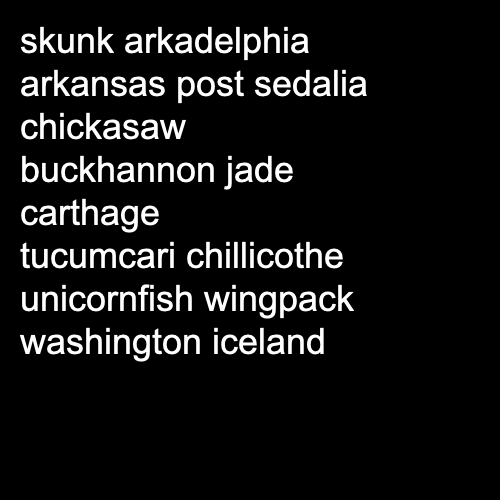 skunk arkadelphia
arkansas post sedalia
chickasaw
buckhannon jade
carthage
tucumcari chillicothe
unicornfish wingpack
washington iceland